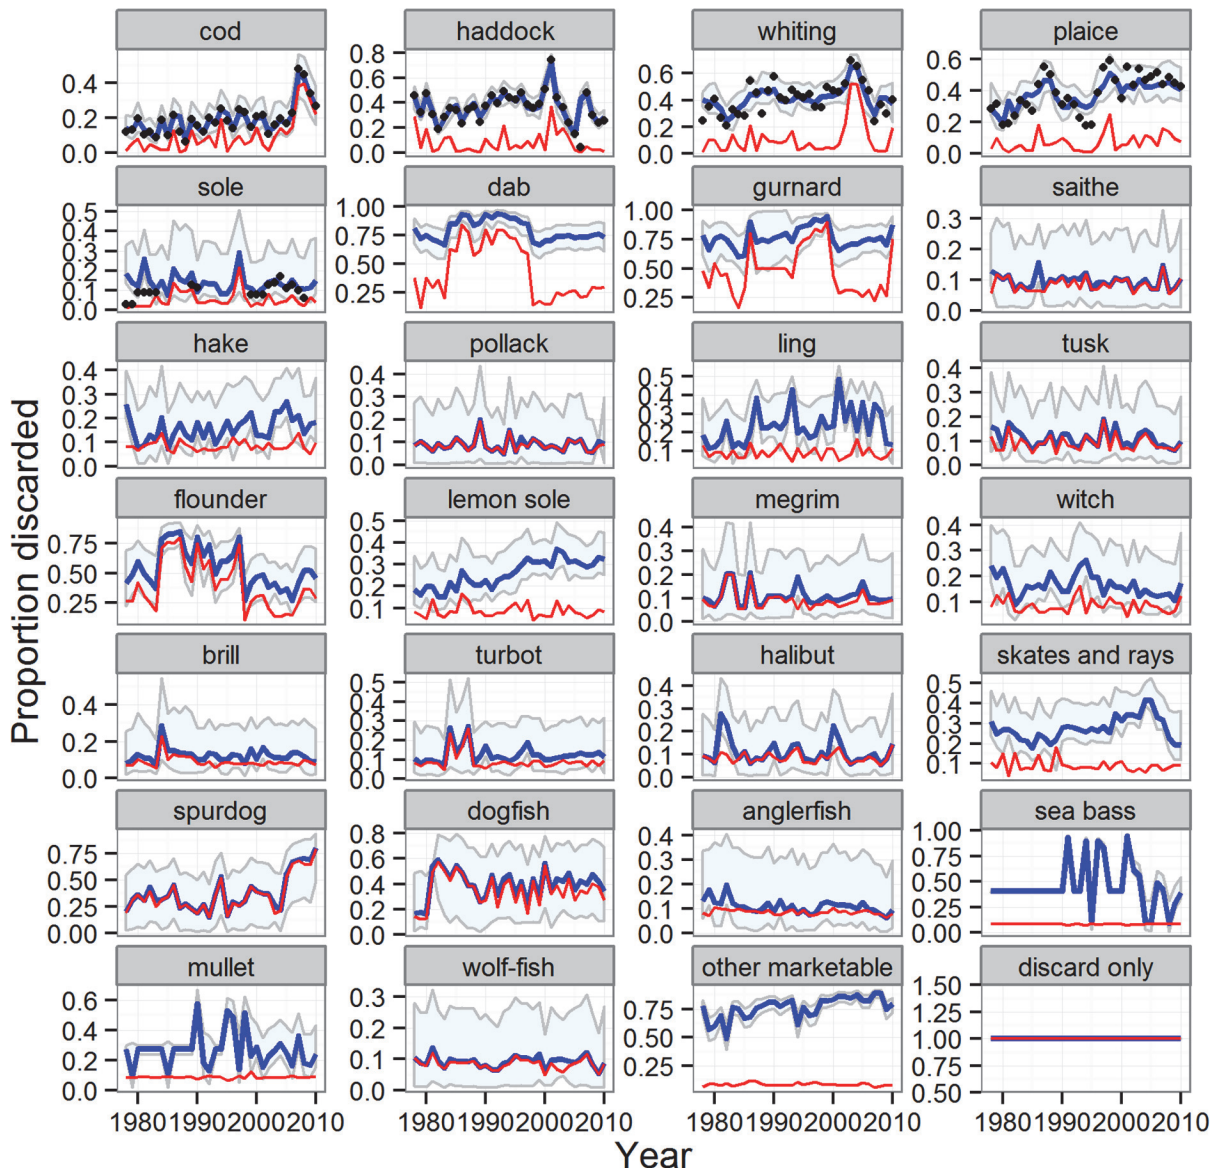 cod haddock whiting plaice
0.4 0.2 0.0
0.8 0.6 0.4 0.2 0.0
0.6 0.4 0.2 0.0
0.6 0.4 0.2 0.0
sole dab gurnard saithe
0.5 0.4 0.3 0.2 0.1 0.0
1.00 0.75 0.50 0.25
1.00 0.75 0.50 0.25
0.3 0.2 0.1 0.0
hake pollack ling tusk
0.4 0.3 0.2 0.1 0.0
0.4 0.3 0.2 0.1 0.0
0.5 0.4 0.3 0.2 0.1
0.4 0.3 0.2 0.1 0.0
flounder lemon sole megrim witch
0.75 0.50 0.25
0.5 0.4 0.3 0.2 0.1
0.4 0.3 0.2 0.1 0.0
0.4 0.3 0.2 0.1
brill turbot halibut skates and rays
0.4 0.2 0.0
0.5 0.4 0.3 0.2 0.1 0.0
0.4 0.3 0.2 0.1 0.0
0.5 0.4 0.3 0.2 0.1
spurdog dogfish anglerfish sea bass
0.75 0.50 0.25 0.00
0.8 0.6 0.4 0.2 0.0
0.4 0.3 0.2 0.1 0.0
1.00 0.75 0.50 0.25 0.00
mullet wolf-fish other marketable discard only
0.6 0.4 0.2 0.0
0.3 0.2 0.1 0.0
0.75 0.50 0.25
1.50 1.25 1.00 0.75 0.50
1980 1990 2000 2010 1980 1990 2000 2010 1980 1990 2000 2010 1980 1990 2000 2010
Year
Proportion discarded